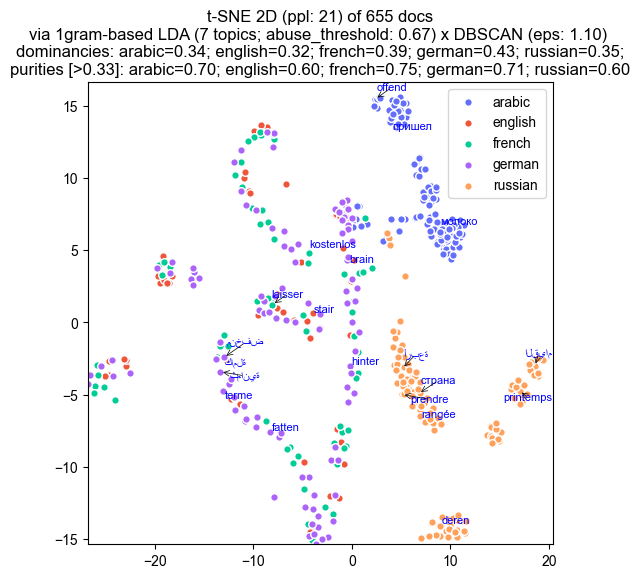 t-SNE 2D (ppl: 21) of 655 docs
via 1gram-based LDA (7 topics; abuse_threshold: 0.67) x DBSCAN (eps: 1.10)
dominancies: arabic=0.34; english=0.32; french=0.39; german=0.43; russian=0.35;
purities [>0.33]: arabic=0.70; english=0.60; french=0.75; german=0.71; russian=0.60
offend
пришел
arabic
english
french
german
russian
молоко
kostenlos
brain
laisser
stair
hinter
страна
prendre
rangée
printemps
terme
fatten
deren
15
10
5
0
−5
−10
−15
−20
−10
0
10
20